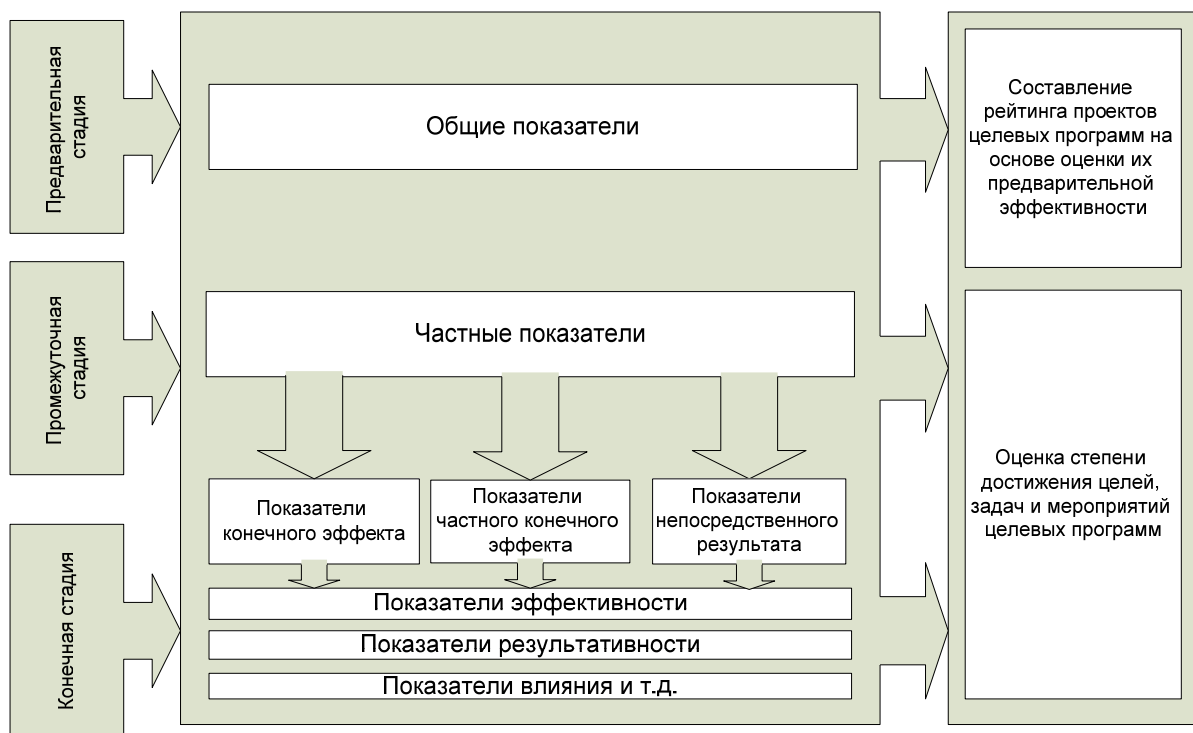 Предварительная
стадия
Общие показатели
Составление
рейтинга проектов
целевых программ на
основе оценки их
предварительной
эффективности
Промежуточная
стадия
Частные показатели
Показатели
конечного эффекта
Показатели
частного конечного
эффекта
Показатели
непосредственного
результата
Оценка степени
достижения целей,
задач и мероприятий
целевых программ
Конечная стадия
Показатели эффективности
Показатели результативности
Показатели влияния и т.д.